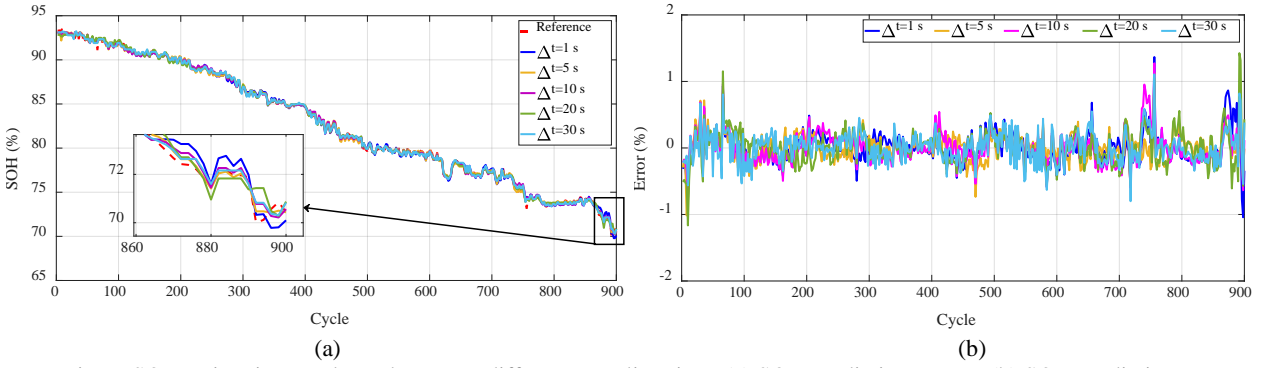 95
90
85
80
75
70
65
SOH (%)
0
100
200
300
400
500
600
700
800
900
Cycle
Reference
Δt=1 s
Δt=5 s
Δt=10 s
Δt=20 s
Δt=30 s
72
70
860
880
900
(a)
2
1
0
-1
-2
Error (%)
0
100
200
300
400
500
600
700
800
900
Cycle
Δt=1 s Δt=5 s Δt=10 s Δt=20 s Δt=30 s
(b)